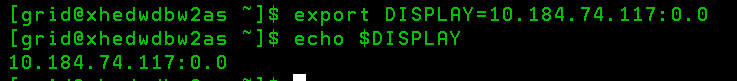 [grid@xhedwdbw2as ~]$ export DISPLAY=10.184.74.117:0.0
[grid@xhedwdbw2as ~]$ echo $DISPLAY
10.184.74.117:0.0